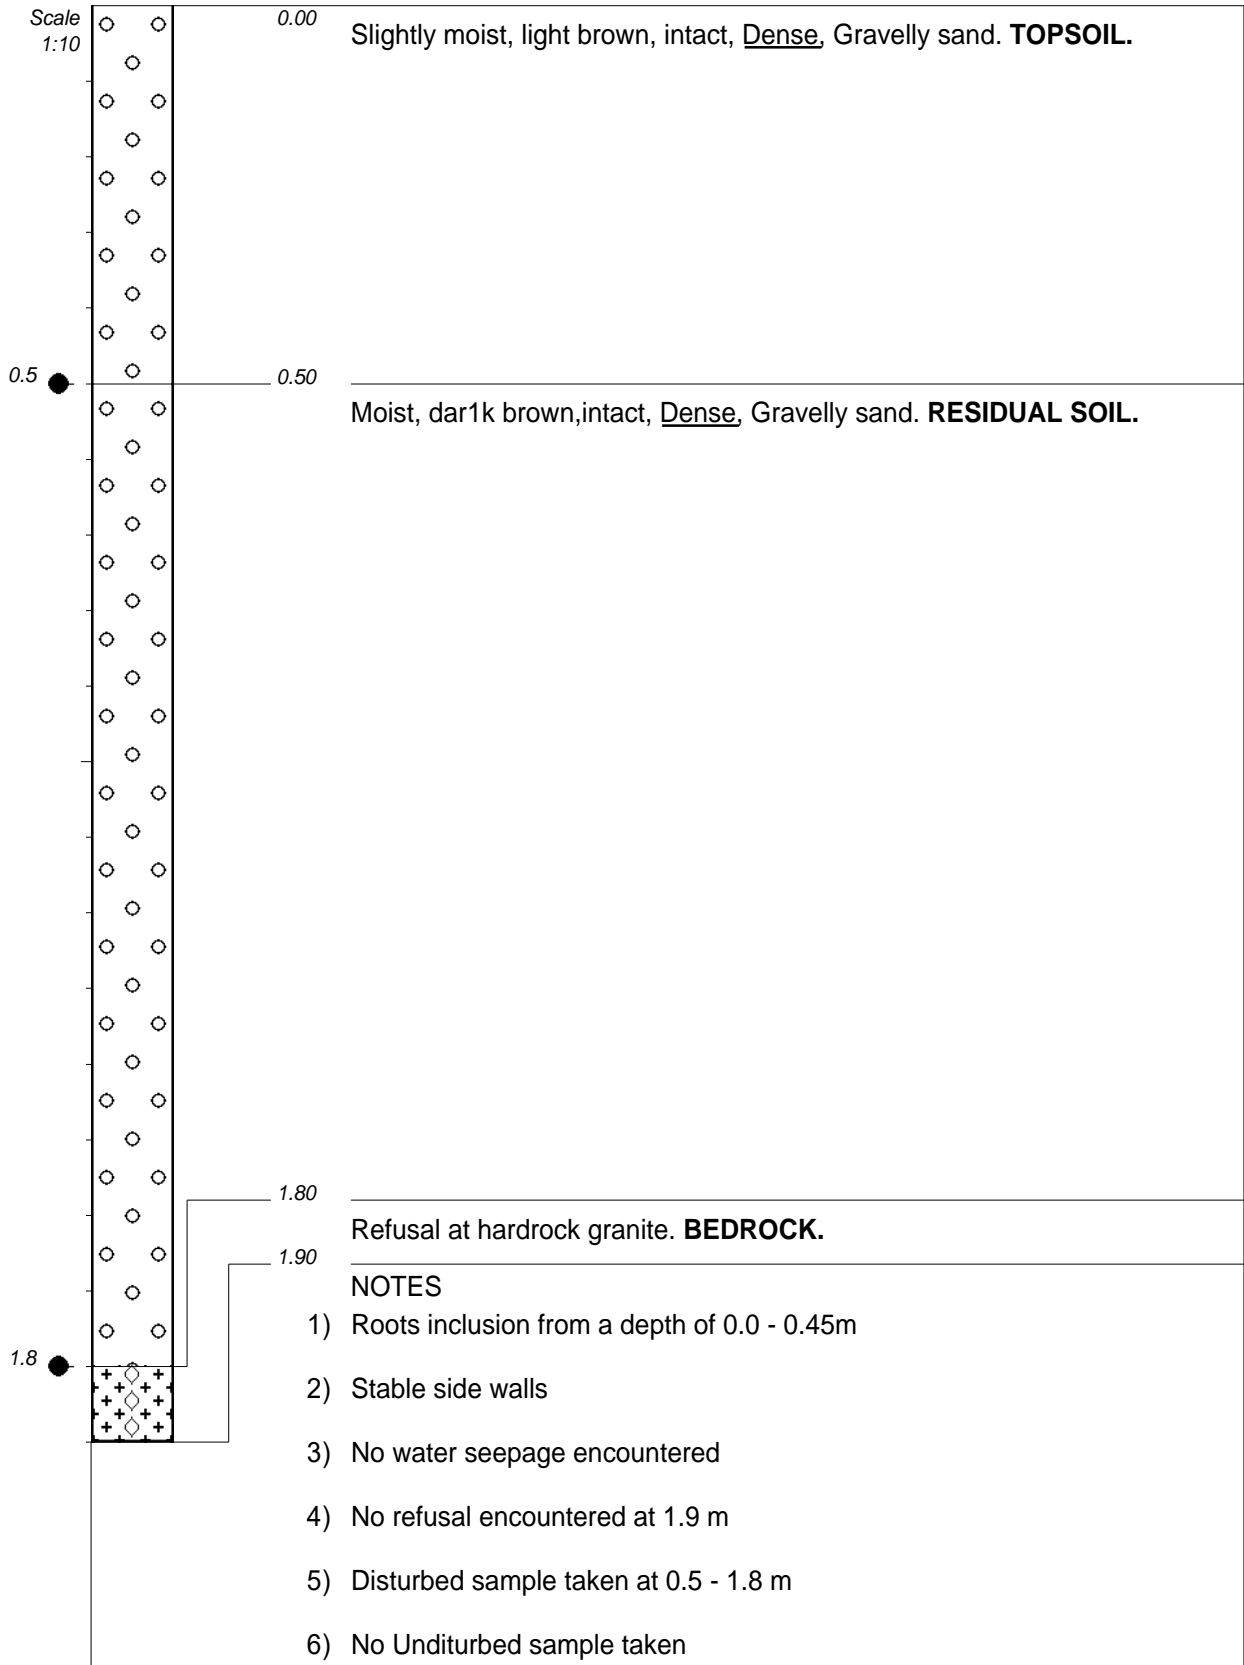 Scale
1:10
0.00
Slightly moist, light brown, intact, Dense, Gravelly sand. TOPSOIL.
0.5
0.50
Moist, dar1k brown,intact, Dense, Gravelly sand. RESIDUAL SOIL.
1.80
Refusal at hardrock granite. BEDROCK.
1.90
NOTES
1) Roots inclusion from a depth of 0.0 - 0.45m
1.8
2) Stable side walls
3) No water seepage encountered
4) No refusal encountered at 1.9 m
5) Disturbed sample taken at 0.5 - 1.8 m
6) No Unditurbed sample taken